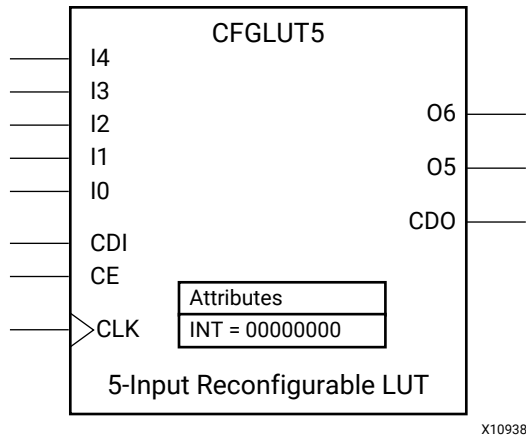 CFGLUT5
I4
I3
I2
I1
I0
CDI
CE
CLK
O6
O5
CDO
Attributes
INT = 00000000
5-Input Reconfigurable LUT
X10938